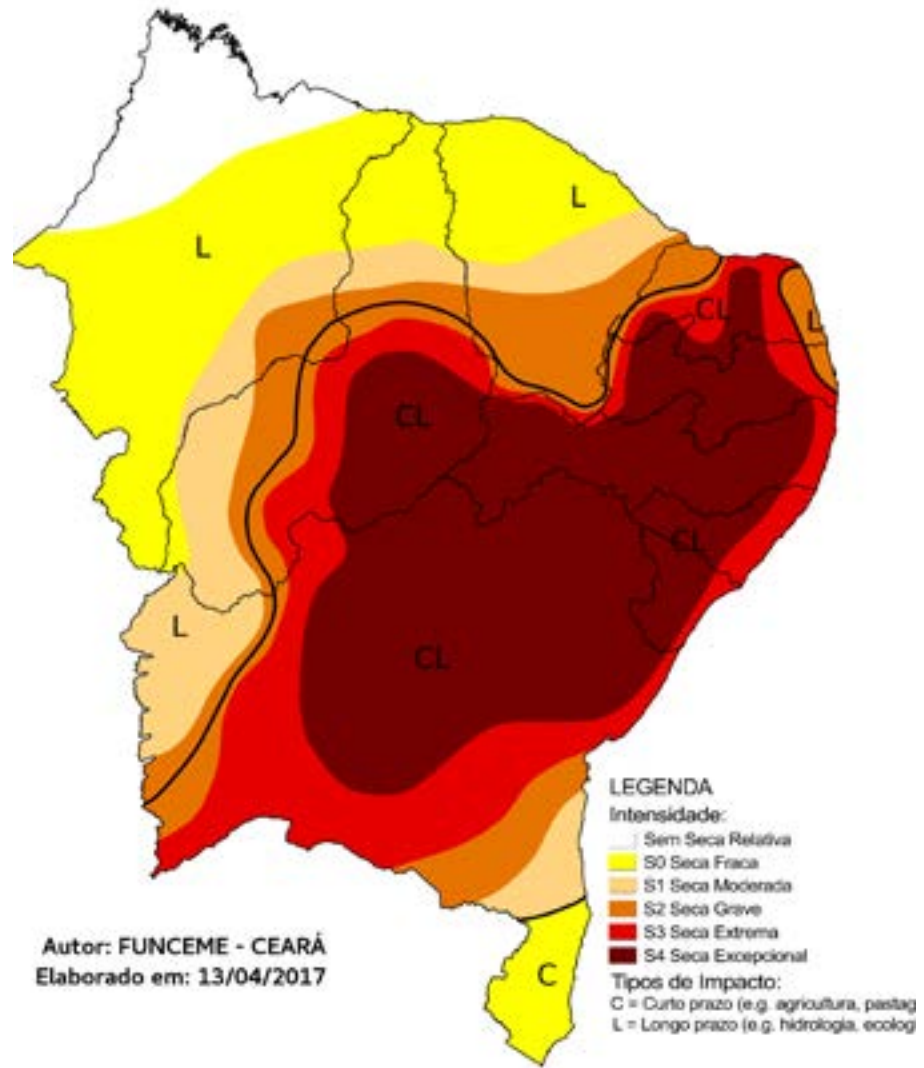 L
L
CL
L
CL
CL
L
CL
C
LEGENDA
Intensidade:
Sem Seca Relativa
S0 Seca Fraca
S1 Seca Moderada
S2 Seca Grave
S3 Seca Extrema
S4 Seca Excepcional
Tipos de Impacto:
C = Curto prazo (e.g. agricultura, pastag
L = Longo prazo (e.g. hidrologia, ecolog
Autor: FUNCEME - CEARÁ
Elaborado em: 13/04/2017